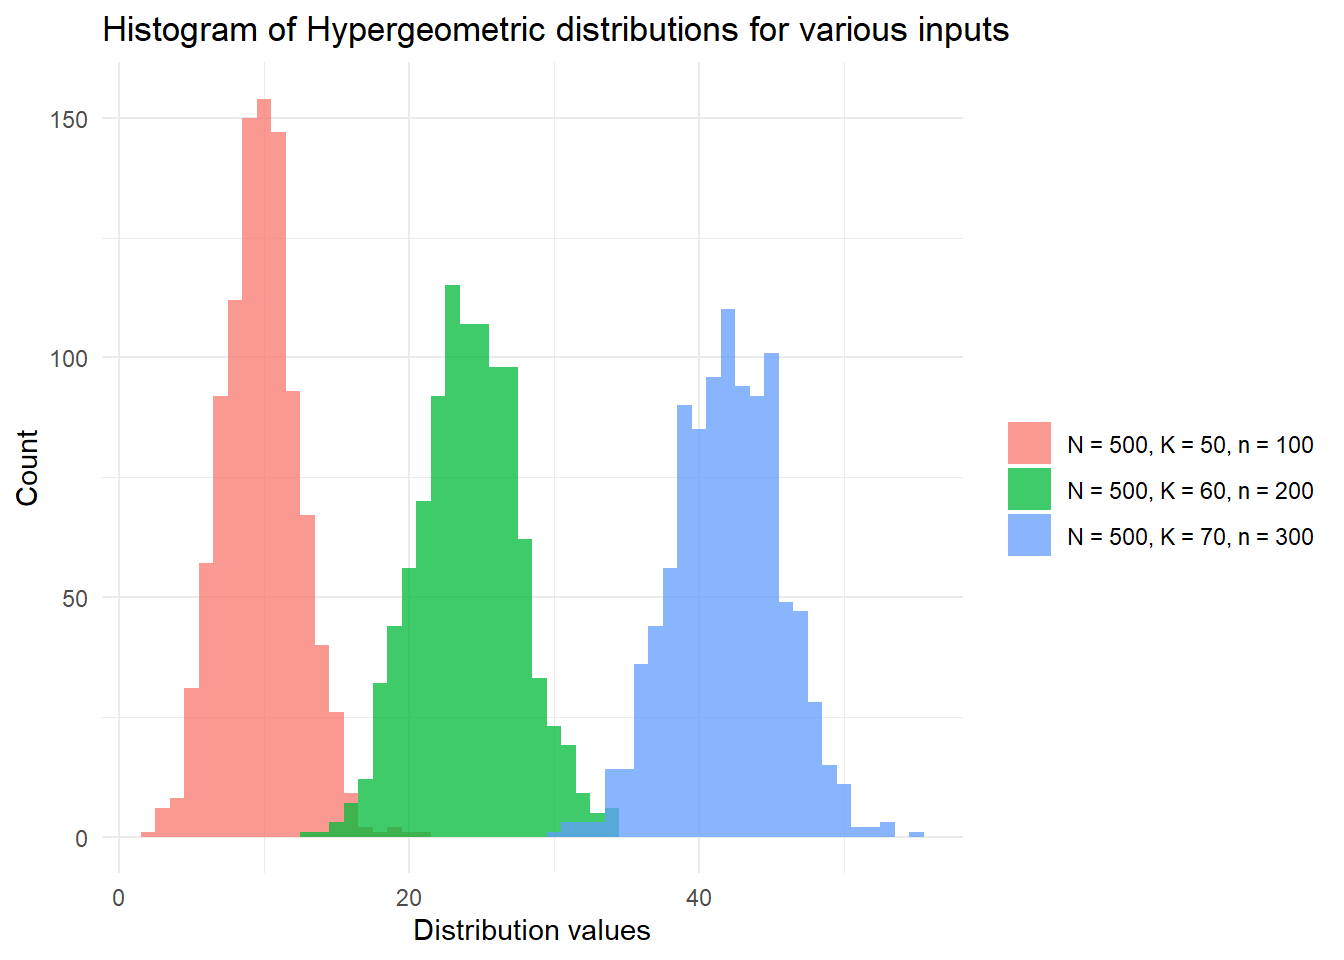 Histogram of Hypergeometric distributions for various inputs
150
100
50
0
Count
0 20 40
Distribution values
N = 500, K = 50, n = 100
N = 500, K = 60, n = 200
N = 500, K = 70, n = 300